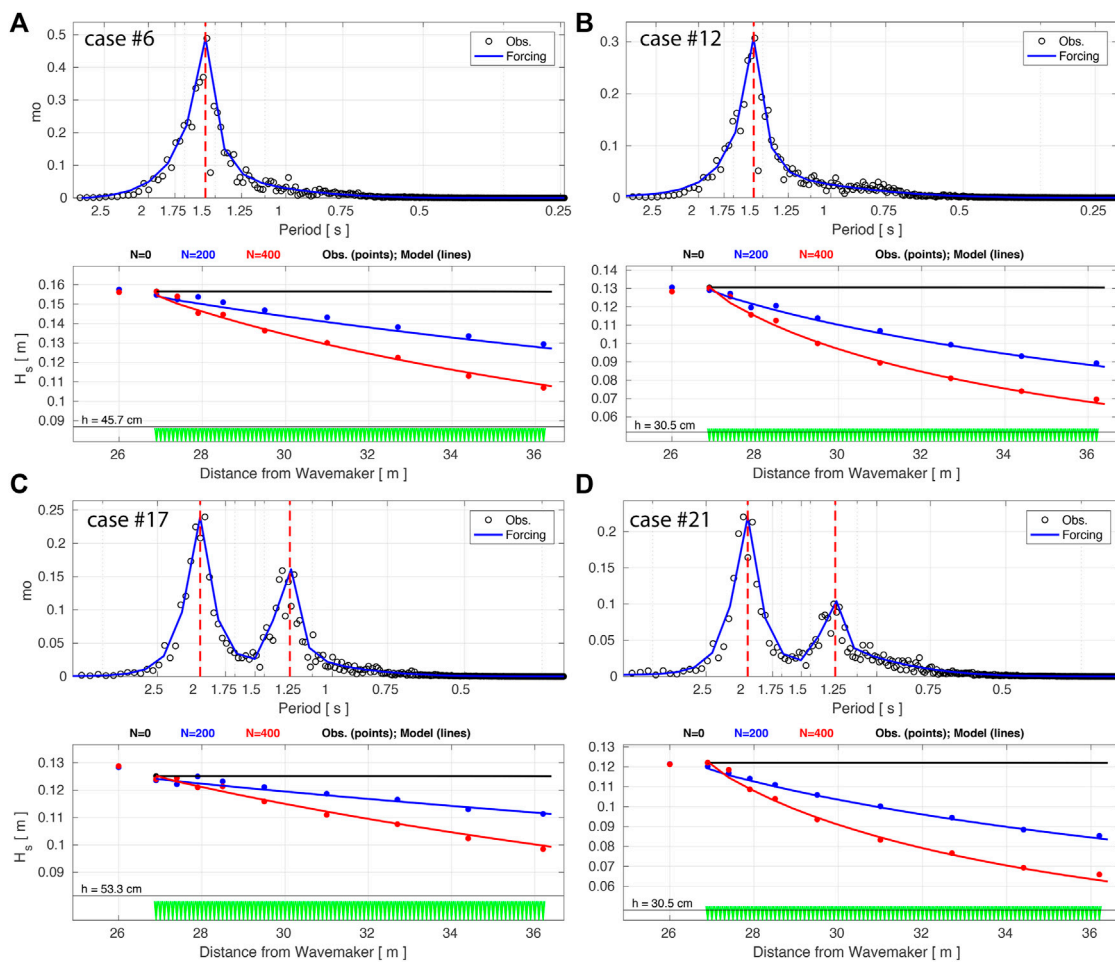 A
case #6
Obs.
Forcing
mo
0.5
0.4
0.3
0.2
0.1
0
2.5 2 1.75 1.5 1.25 1 0.75 0.5 0.25
Period [ s ]
N=0 N=200 N=400 Obs. (points); Model (lines)
H_s [ m ]
0.16
0.15
0.14
0.13
0.12
0.11
0.1
0.09
h = 45.7 cm
26 28 30 32 34 36
Distance from Wavemaker [ m ]
B
case #12
Obs.
Forcing
0.3
0.2
0.1
0
2.5 2 1.75 1.5 1.25 1 0.75 0.5 0.25
Period [ s ]
N=0 N=200 N=400 Obs. (points); Model (lines)
0.14
0.13
0.12
0.11
0.1
0.09
0.08
0.07
0.06
h = 30.5 cm
26 28 30 32 34 36
Distance from Wavemaker [ m ]
C
case #17
Obs.
Forcing
mo
0.25
0.2
0.15
0.1
0.05
0
2.5 2 1.75 1.5 1.25 1 0.75 0.5
Period [ s ]
N=0 N=200 N=400 Obs. (points); Model (lines)
H_s [ m ]
0.13
0.12
0.11
0.1
0.09
h = 53.3 cm
26 28 30 32 34 36
Distance from Wavemaker [ m ]
D
case #21
Obs.
Forcing
0.2
0.15
0.1
0.05
0
2.5 2 1.75 1.5 1.25 1 0.75 0.5
Period [ s ]
N=0 N=200 N=400 Obs. (points); Model (lines)
0.13
0.12
0.11
0.1
0.09
0.08
0.07
0.06
h = 30.5 cm
26 28 30 32 34 36
Distance from Wavemaker [ m ]